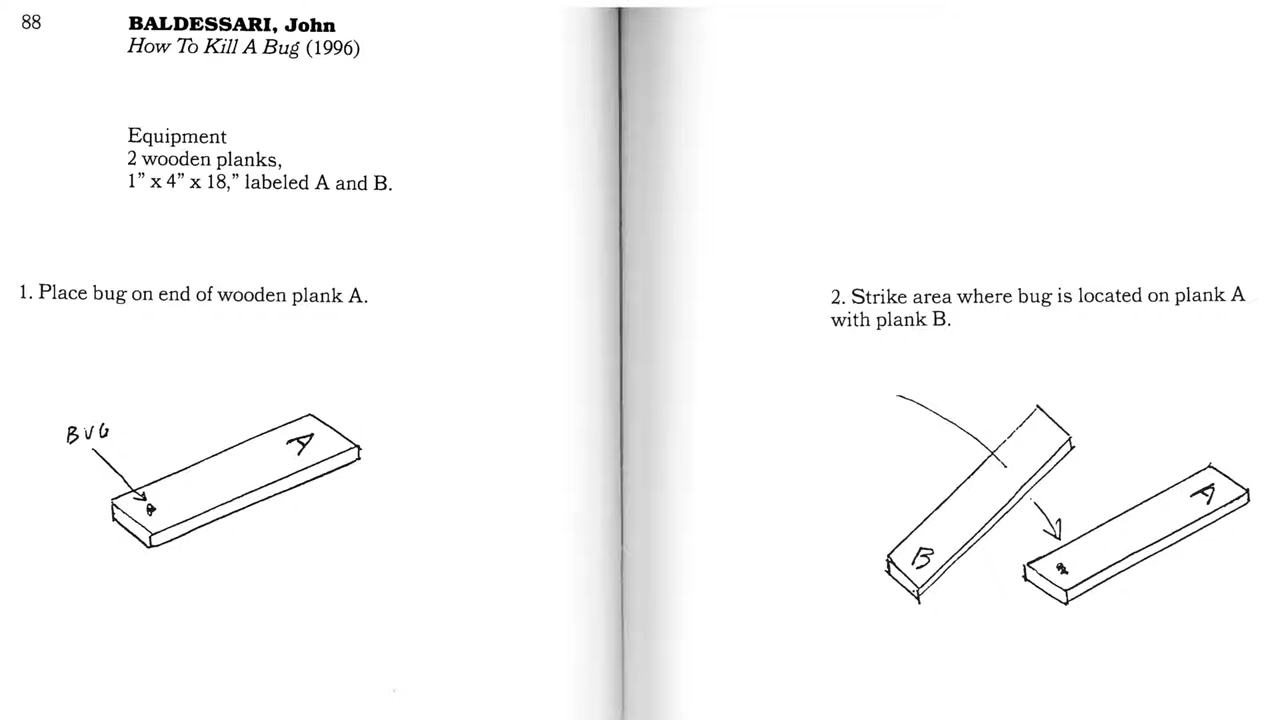 88
BALDESSARI, John
How To Kill A Bug (1996)
Equipment
2 wooden planks,
1” x 4” x 18,” labeled A and B.
1. Place bug on end of wooden plank A.
BUG
A
2. Strike area where bug is located on plank A
with plank B.
B
A